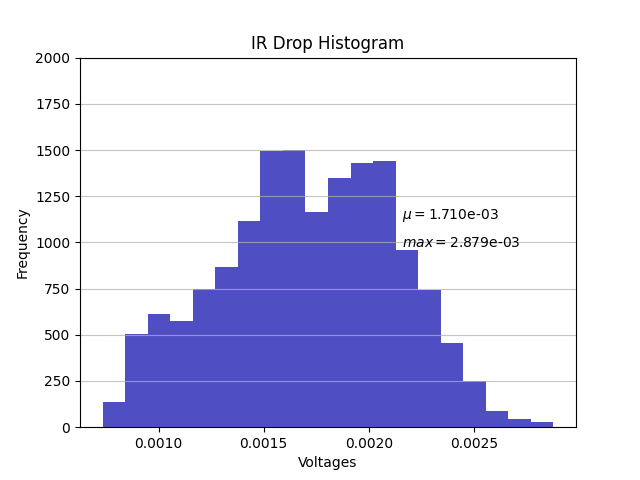 IR Drop Histogram
2000
1750
1500
1250
1000
750
500
250
0
Frequency
μ = 1.710e-03
max = 2.879e-03
0.0010 0.0015 0.0020 0.0025
Voltages